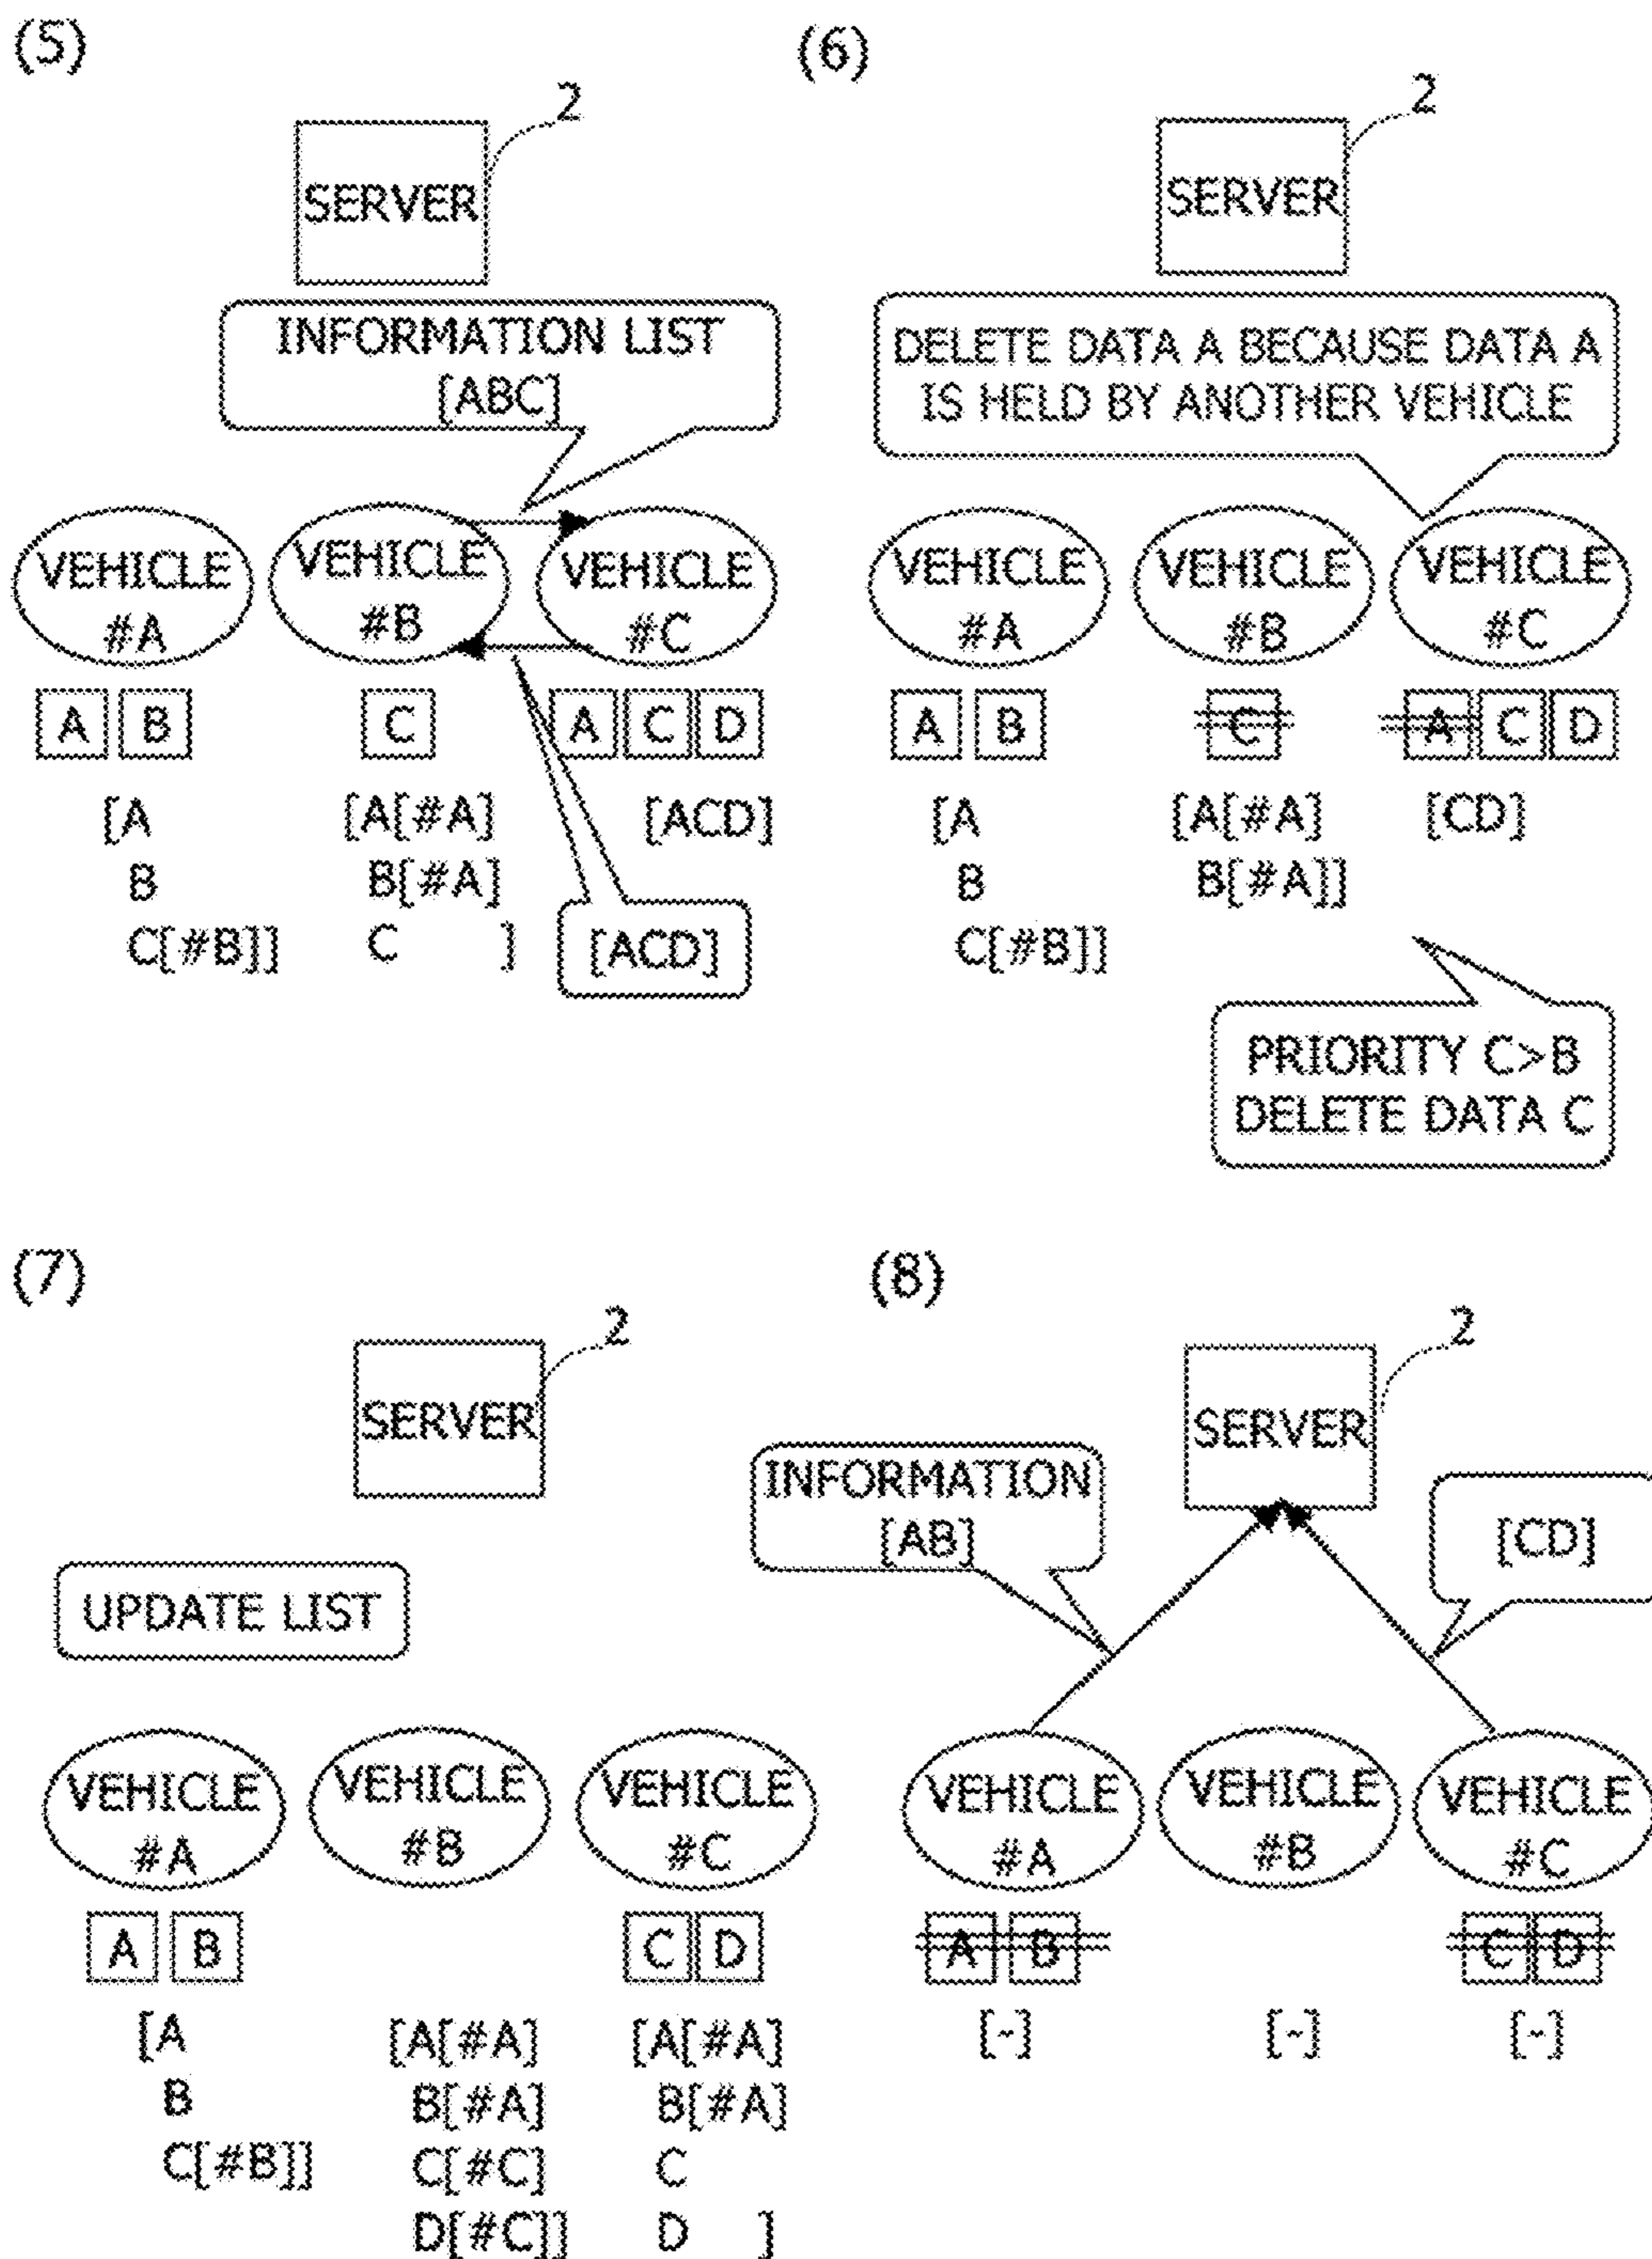 (5)
2
SERVER
INFORMATION LIST
[ABC]
VEHICLE
#A
VEHICLE
#B
VEHICLE
#C
A B
C
A C D
[A
B
C[#B]]
[A[#A]
B[#A]
C ]
[ACD]
[ACD]
(6)
2
SERVER
DELETE DATA A BECAUSE DATA A
IS HELD BY ANOTHER VEHICLE
VEHICLE
#A
VEHICLE
#B
VEHICLE
#C
A B
C
A C D
[A
B
C[#B]]
[A[#A]
B[#A]]
[CD]
PRIORITY C>B
DELETE DATA C
(7)
2
SERVER
UPDATE LIST
VEHICLE
#A
VEHICLE
#B
VEHICLE
#C
A B
C D
[A
B
C[#B]]
[A[#A]
B[#A]
C[#C]
D[#C]]
[A[#A]
B[#A]
C
D ]
(8)
2
SERVER
INFORMATION
[AB]
[CD]
VEHICLE
#A
VEHICLE
#B
VEHICLE
#C
A B
C D
[-]
[-]
[-]